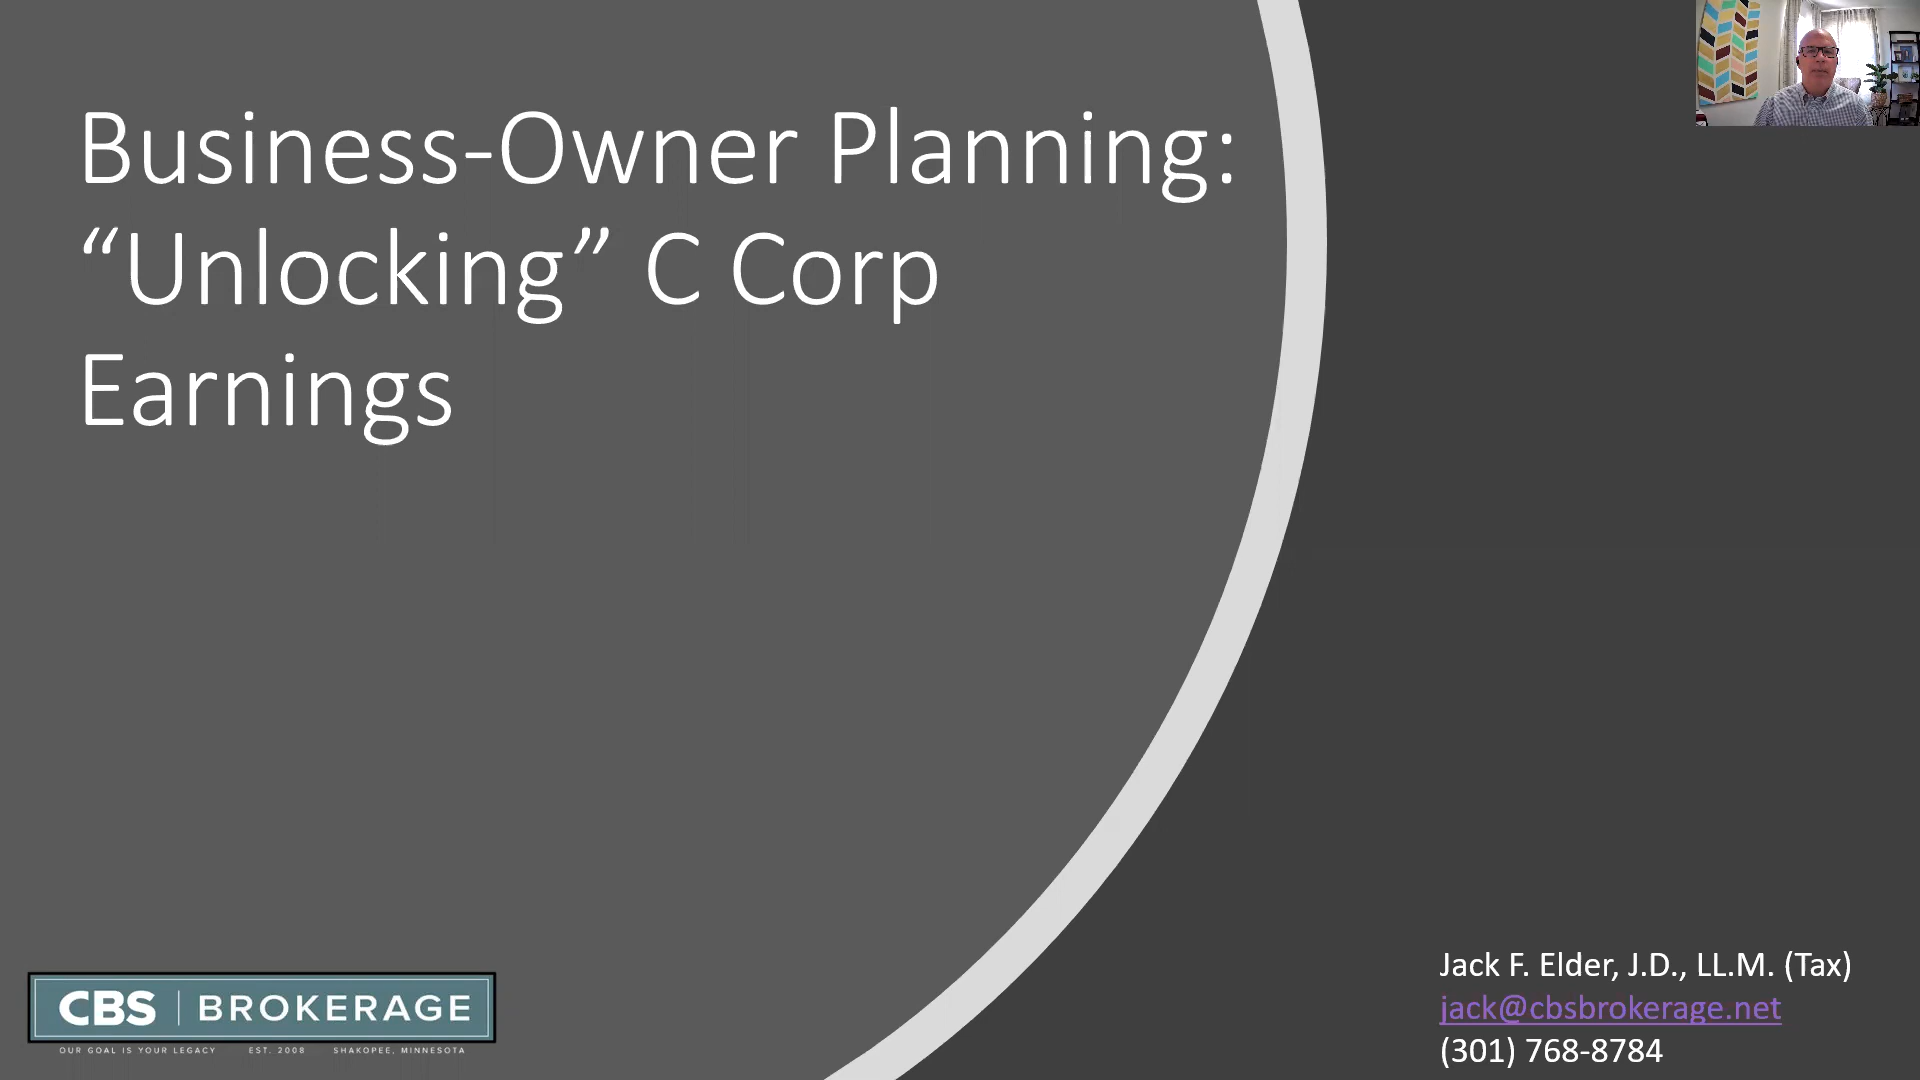 Business-Owner Planning:
“Unlocking” C Corp
Earnings
CBS | BROKERAGE
OUR GOAL IS YOUR LEGACY EST. 2008 SHAKOPEE, MINNESOTA
Jack F. Elder, J.D., LL.M. (Tax)
jack@cbsbrokerage.net
(301) 768-8784